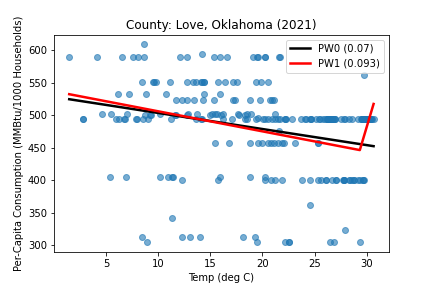 County: Love, Oklahoma (2021)
Per-Capita Consumption (MMBtu/1000 Households)
600
550
500
450
400
350
300
PW0 (0.07)
PW1 (0.093)
5 10 15 20 25 30
Temp (deg C)